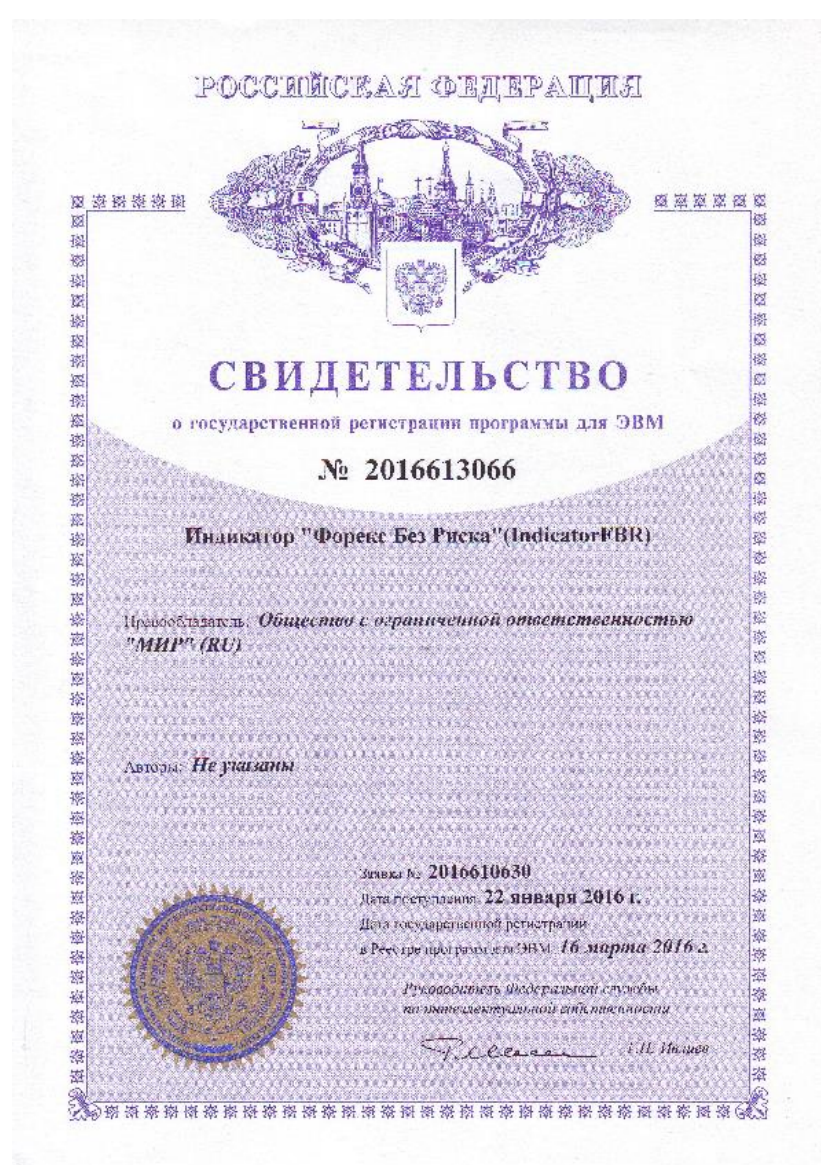 РОССИЙСКАЯ ФЕДЕРАЦИЯ
СВИДЕТЕЛЬСТВО
о государственной регистрации программы для ЭВМ
№ 2016613066
Индикатор "Форекс Без Риска"(IndicatorFBR)
Правообладатель: Общество с ограниченной ответственностью
"МИР" (RU)
Авторы: Не указаны
Заявка № 2016610630
Дата поступления 22 января 2016 г.
Дата государственной регистрации
в Реестре программ для ЭВМ 16 марта 2016 г.
Руководитель Федеральной службы
по интеллектуальной собственности
Г.П. Ивлиев